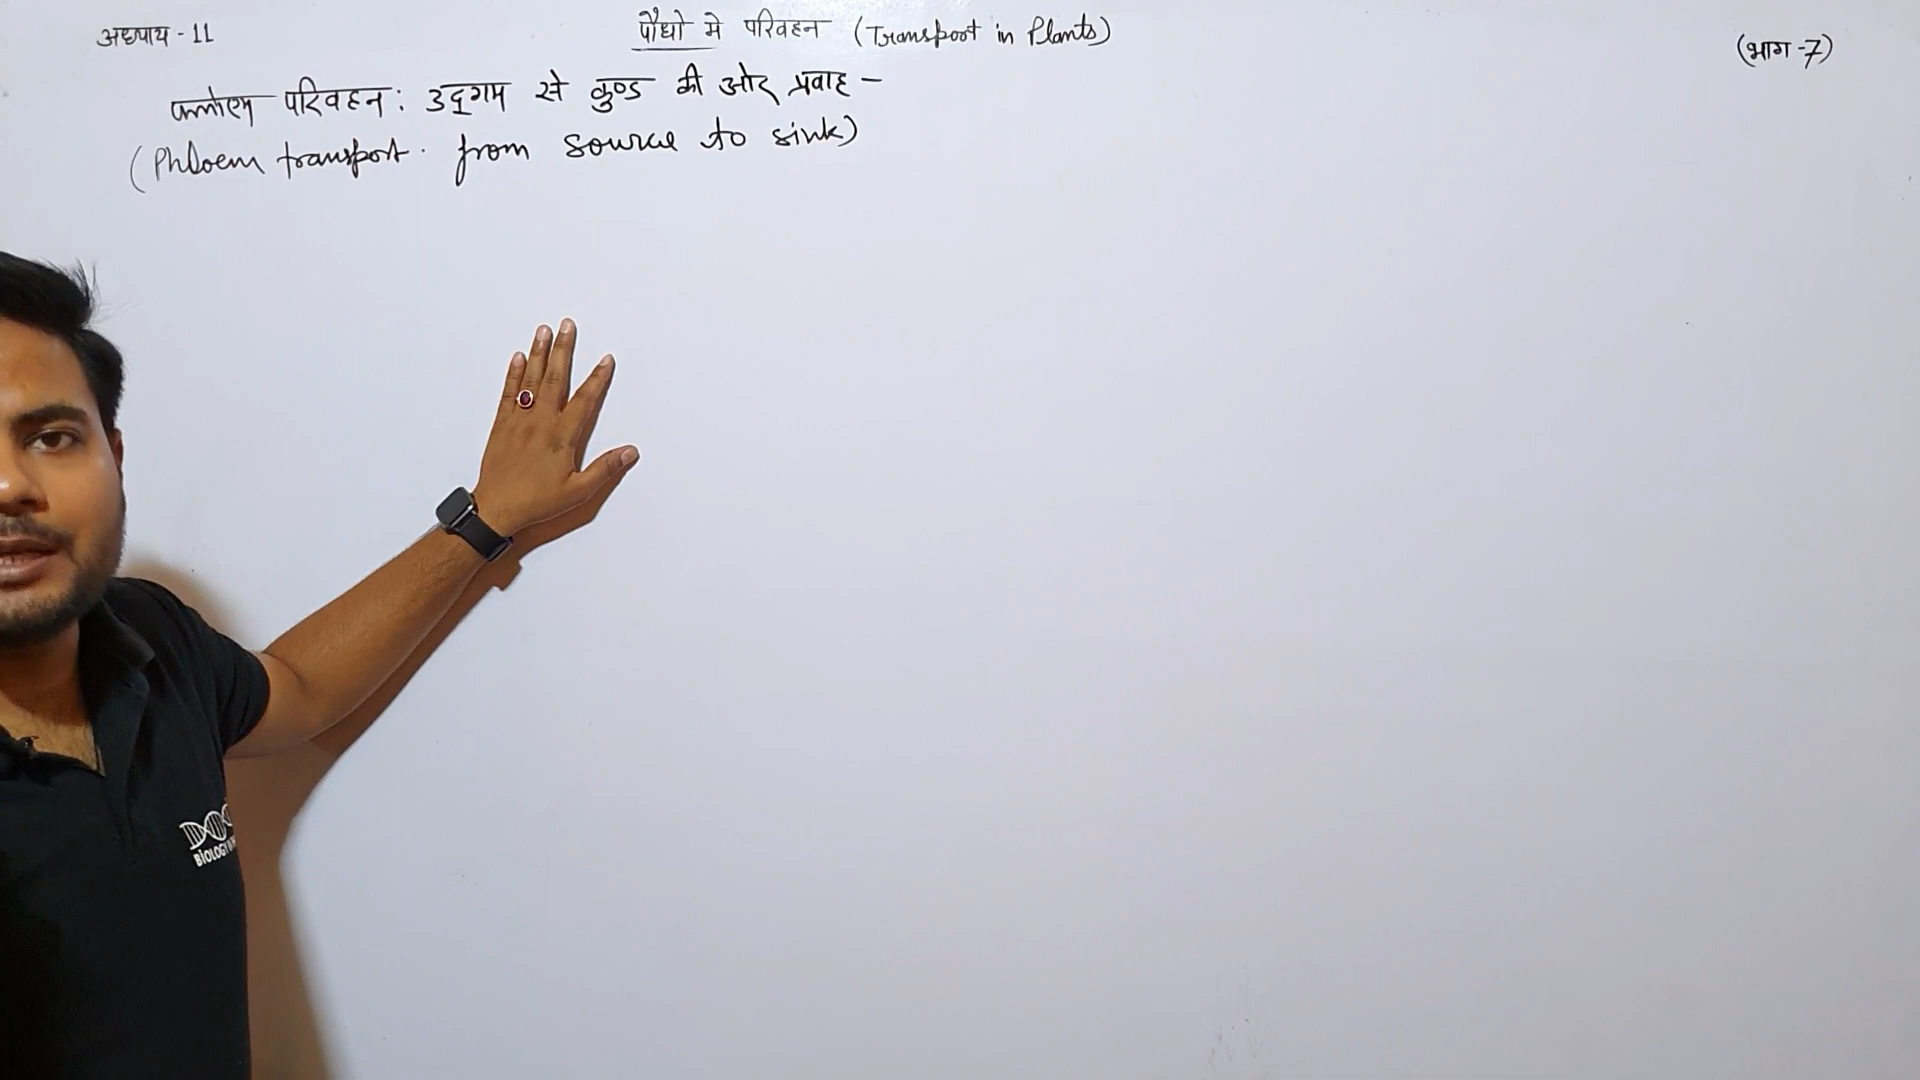 अध्याय - 11
पौधो मे परिवहन (Transport in Plants)
(भाग -7)
फ्लोएम परिवहन : उद्गम से कुण्ड की ओर प्रवाह -
(Phloem transport. from source to sink)
BIOLOGY